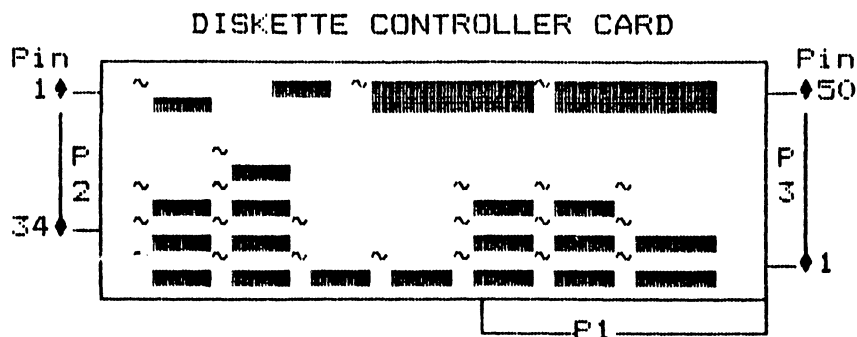 DISKETTE CONTROLLER CARD
Pin Pin
1 50
P P
2 3
34 1
P1